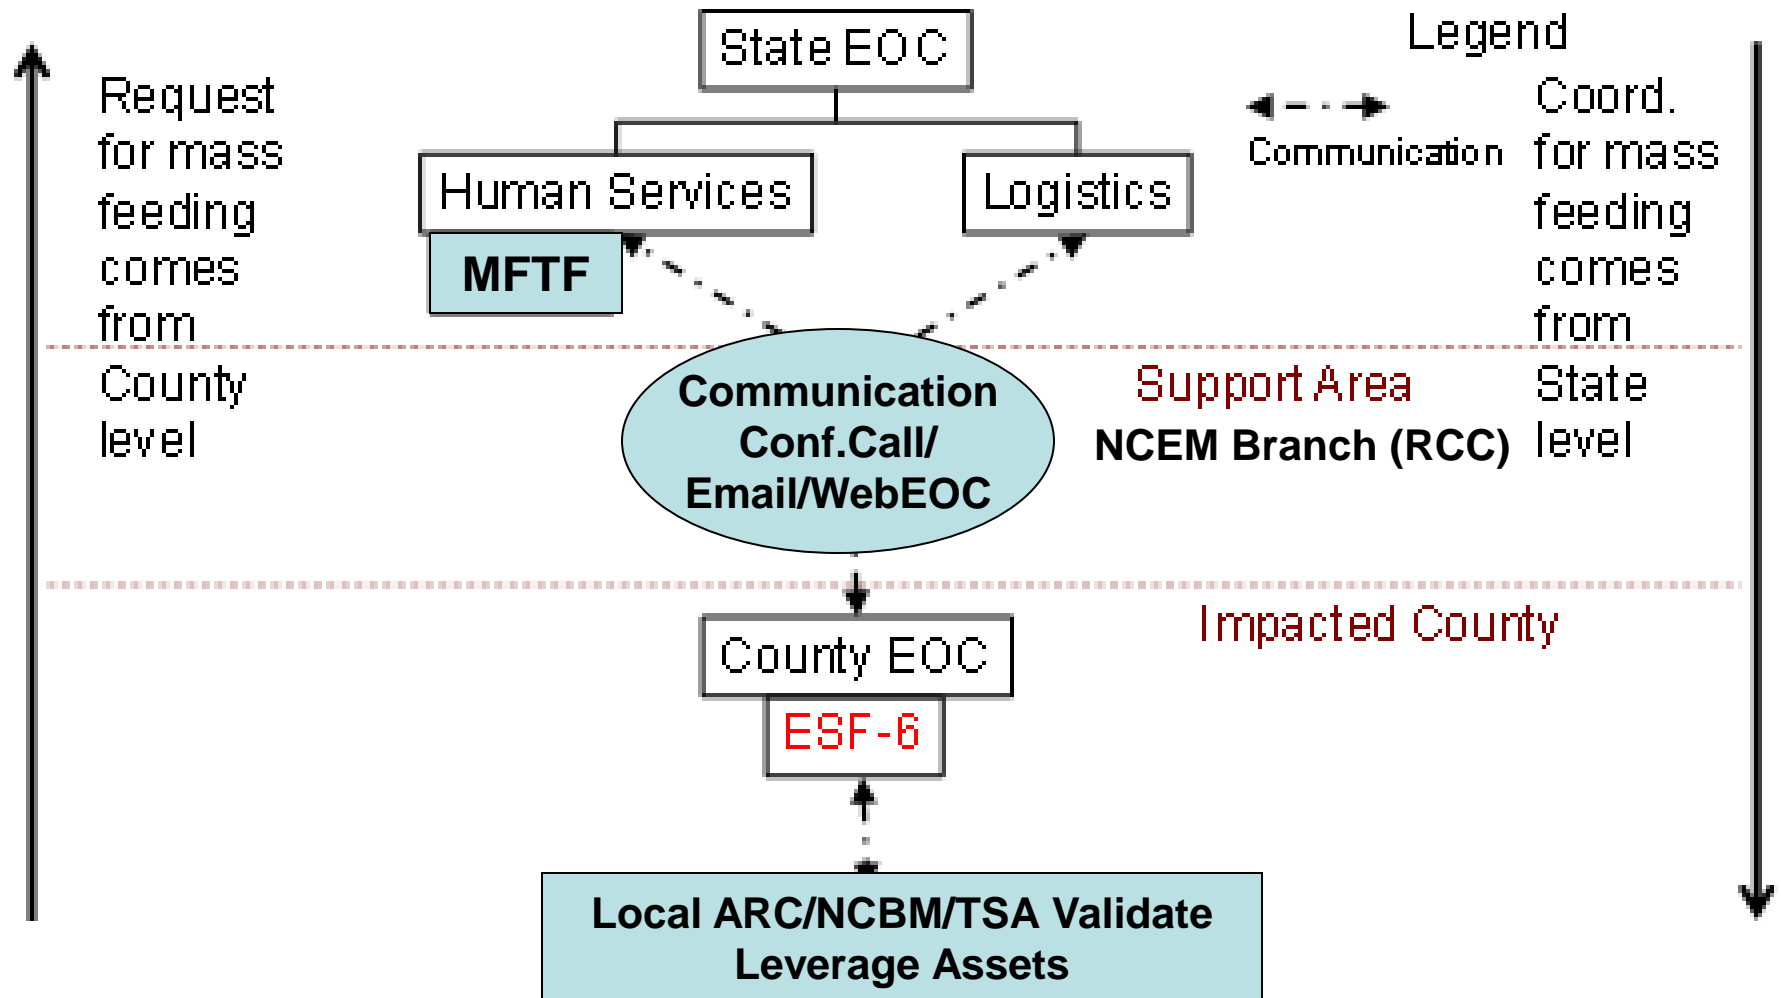 State EOC
Legend
Request
for mass
feeding
comes
from
County
level
Communication
Coord.
for mass
feeding
comes
from
State
level
Human Services
Logistics
MFTF
Communication
Conf.Call/
Email/WebEOC
Support Area
NCEM Branch (RCC)
Impacted County
County EOC
ESF-6
Local ARC/NCBM/TSA Validate
Leverage Assets